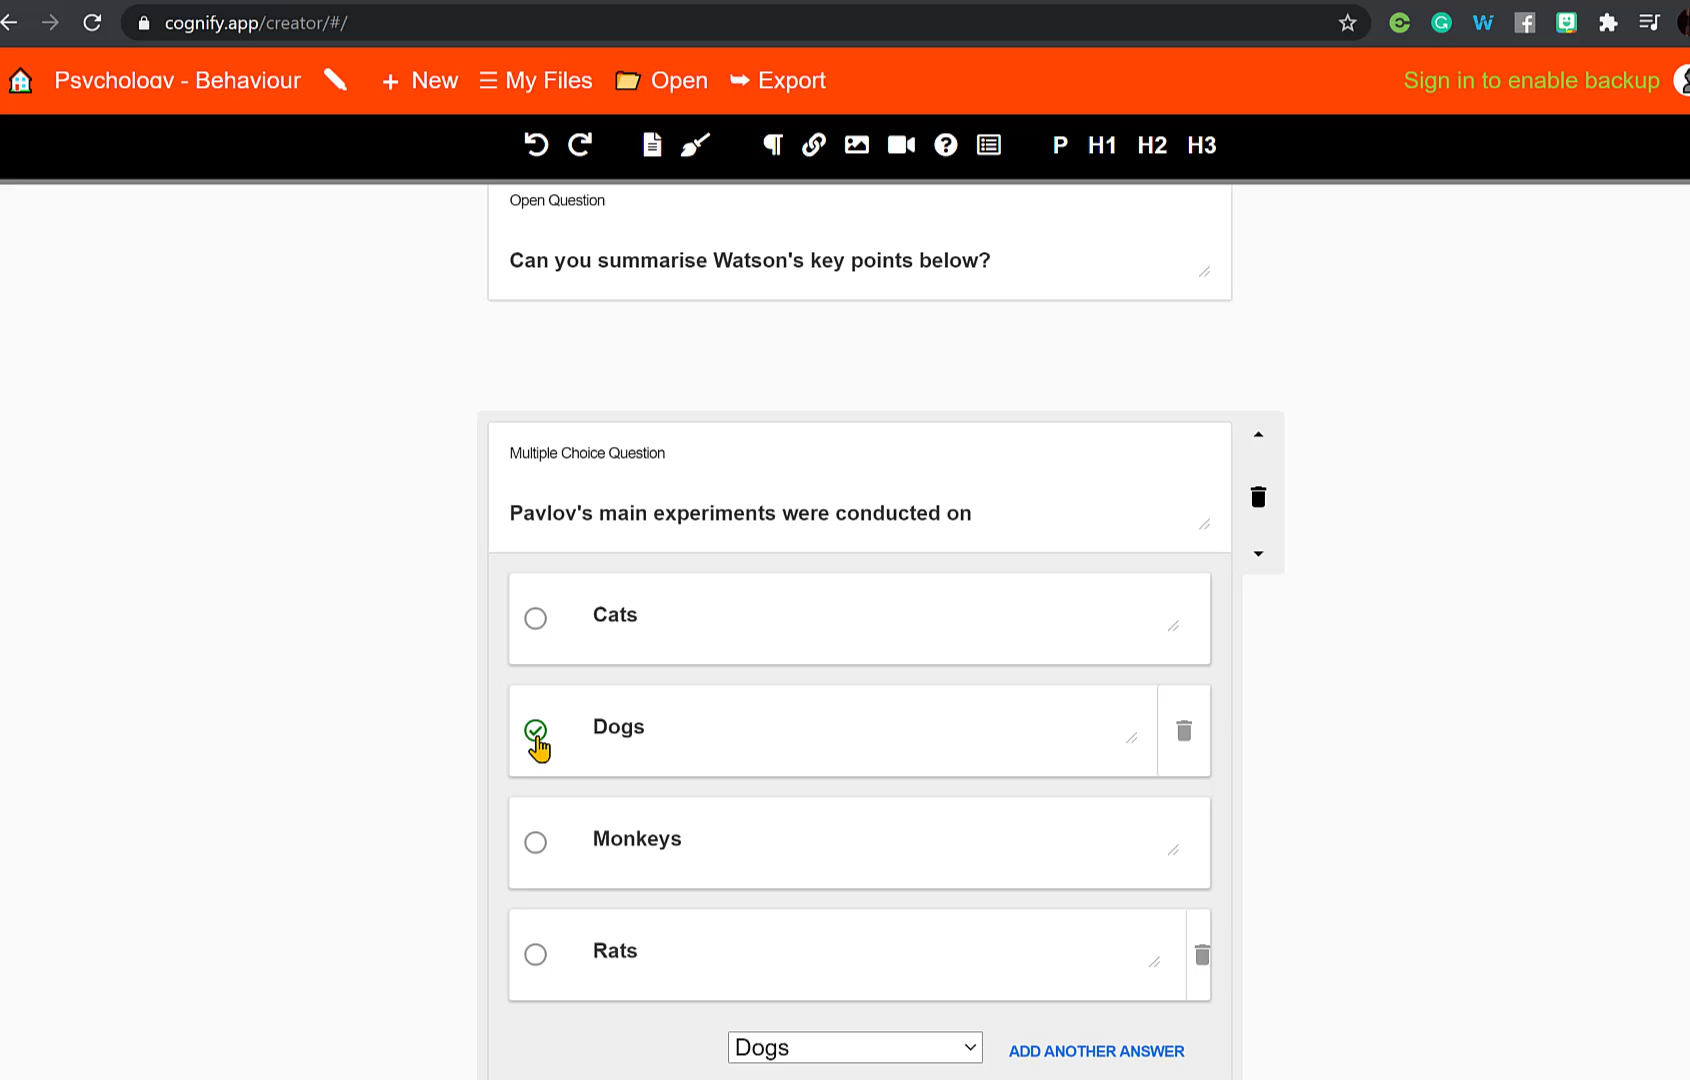 cognify.app/creator/#/
Psychology - Behaviour + New My Files Open Export Sign in to enable backup
P H1 H2 H3
Open Question
Can you summarise Watson's key points below?
Multiple Choice Question
Pavlov's main experiments were conducted on
Cats
Dogs
Monkeys
Rats
Dogs ADD ANOTHER ANSWER